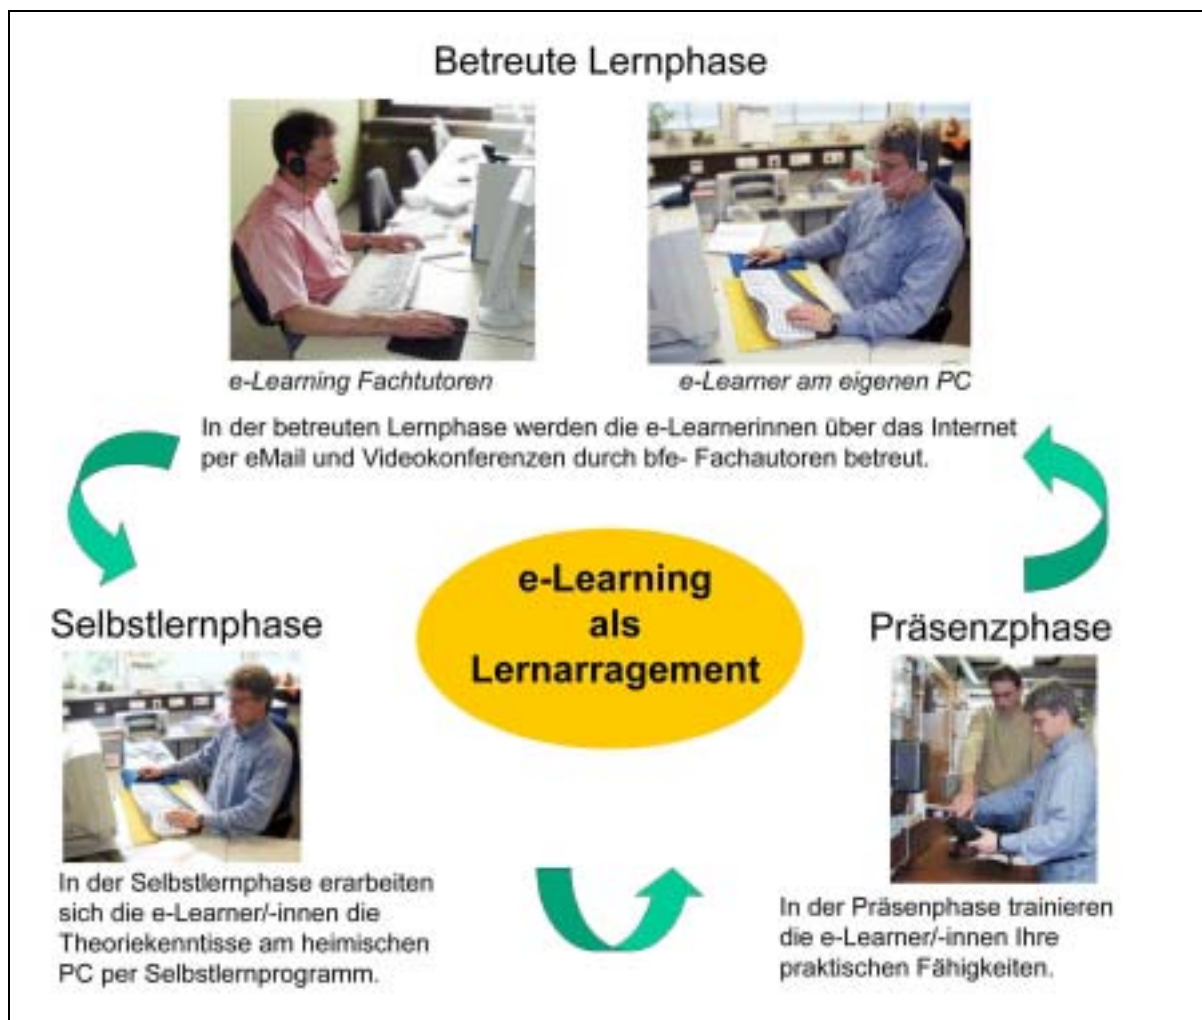 Betreute Lernphase
e-Learning Fachtutoren
e-Learner am eigenen PC
In der betreuten Lernphase werden die e-Learnerinnen über das Internet
per eMail und Videokonferenzen durch bfe- Fachautoren betreut.
e-Learning
als
Lernarragement
Selbstlernphase
In der Selbstlernphase erarbeiten
sich die e-Learner/-innen die
Theoriekenntisse am heimischen
PC per Selbstlernprogramm.
Präsenzphase
In der Präsenphase trainieren
die e-Learner/-innen Ihre
praktischen Fähigkeiten.